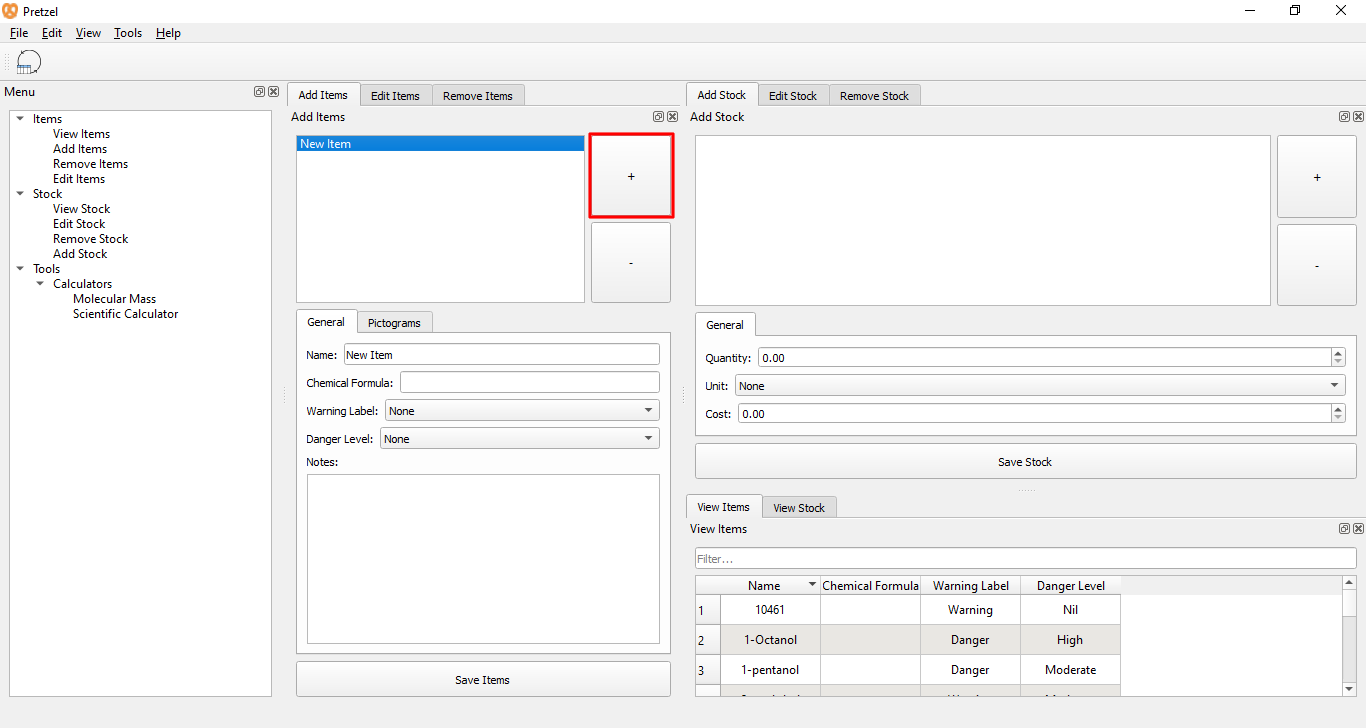 Pretzel
File Edit View Tools Help
Menu
Items
View Items
Add Items
Remove Items
Edit Items
Stock
View Stock
Edit Stock
Remove Stock
Add Stock
Tools
Calculators
Molecular Mass
Scientific Calculator
Add Items Edit Items Remove Items
Add Items
New Item
+
-
General Pictograms
Name: New Item
Chemical Formula:
Warning Label: None
Danger Level: None
Notes:
Save Items
Add Stock Edit Stock Remove Stock
Add Stock
+
-
General
Quantity: 0.00
Unit: None
Cost: 0.00
Save Stock
View Items View Stock
View Items
Filter...
Name Chemical Formula Warning Label Danger Level
1 10461 Warning Nil
2 1-Octanol Danger High
3 1-pentanol Danger Moderate